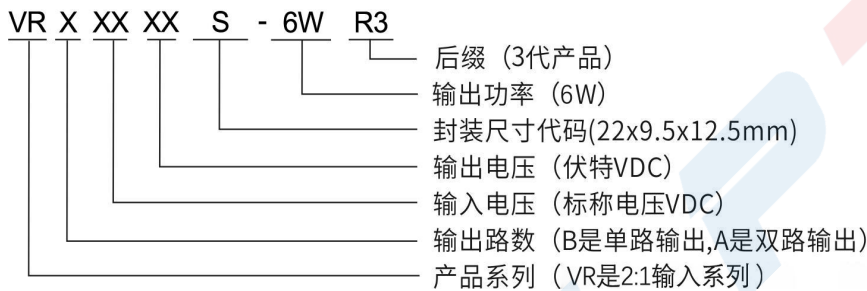 VR X XX XX S - 6W R3
后缀（3代产品）
输出功率（6W）
封装尺寸代码(22x9.5x12.5mm)
输出电压（伏特VDC）
输入电压（标称电压VDC）
输出路数（B是单路输出,A是双路输出）
产品系列（VR是2:1输入系列）